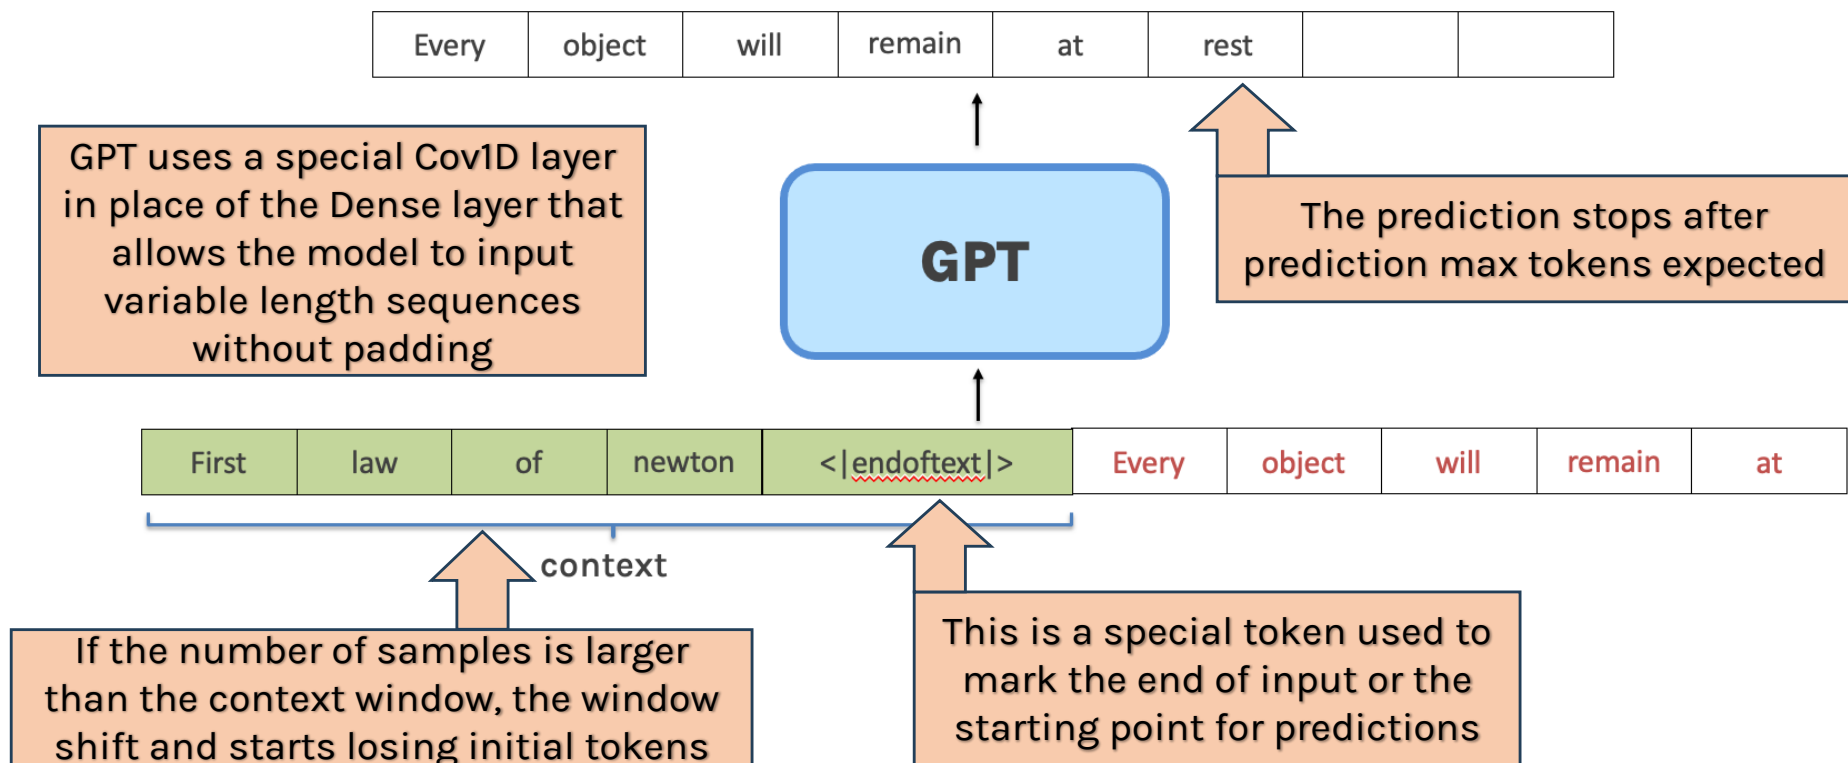 Every object will remain at rest
GPT uses a special Cov1D layer
in place of the Dense layer that
allows the model to input
variable length sequences
without padding
GPT
The prediction stops after
prediction max tokens expected
First law of newton <|endoftext|> Every object will remain at
context
If the number of samples is larger
than the context window, the window
shift and starts losing initial tokens
This is a special token used to
mark the end of input or the
starting point for predictions